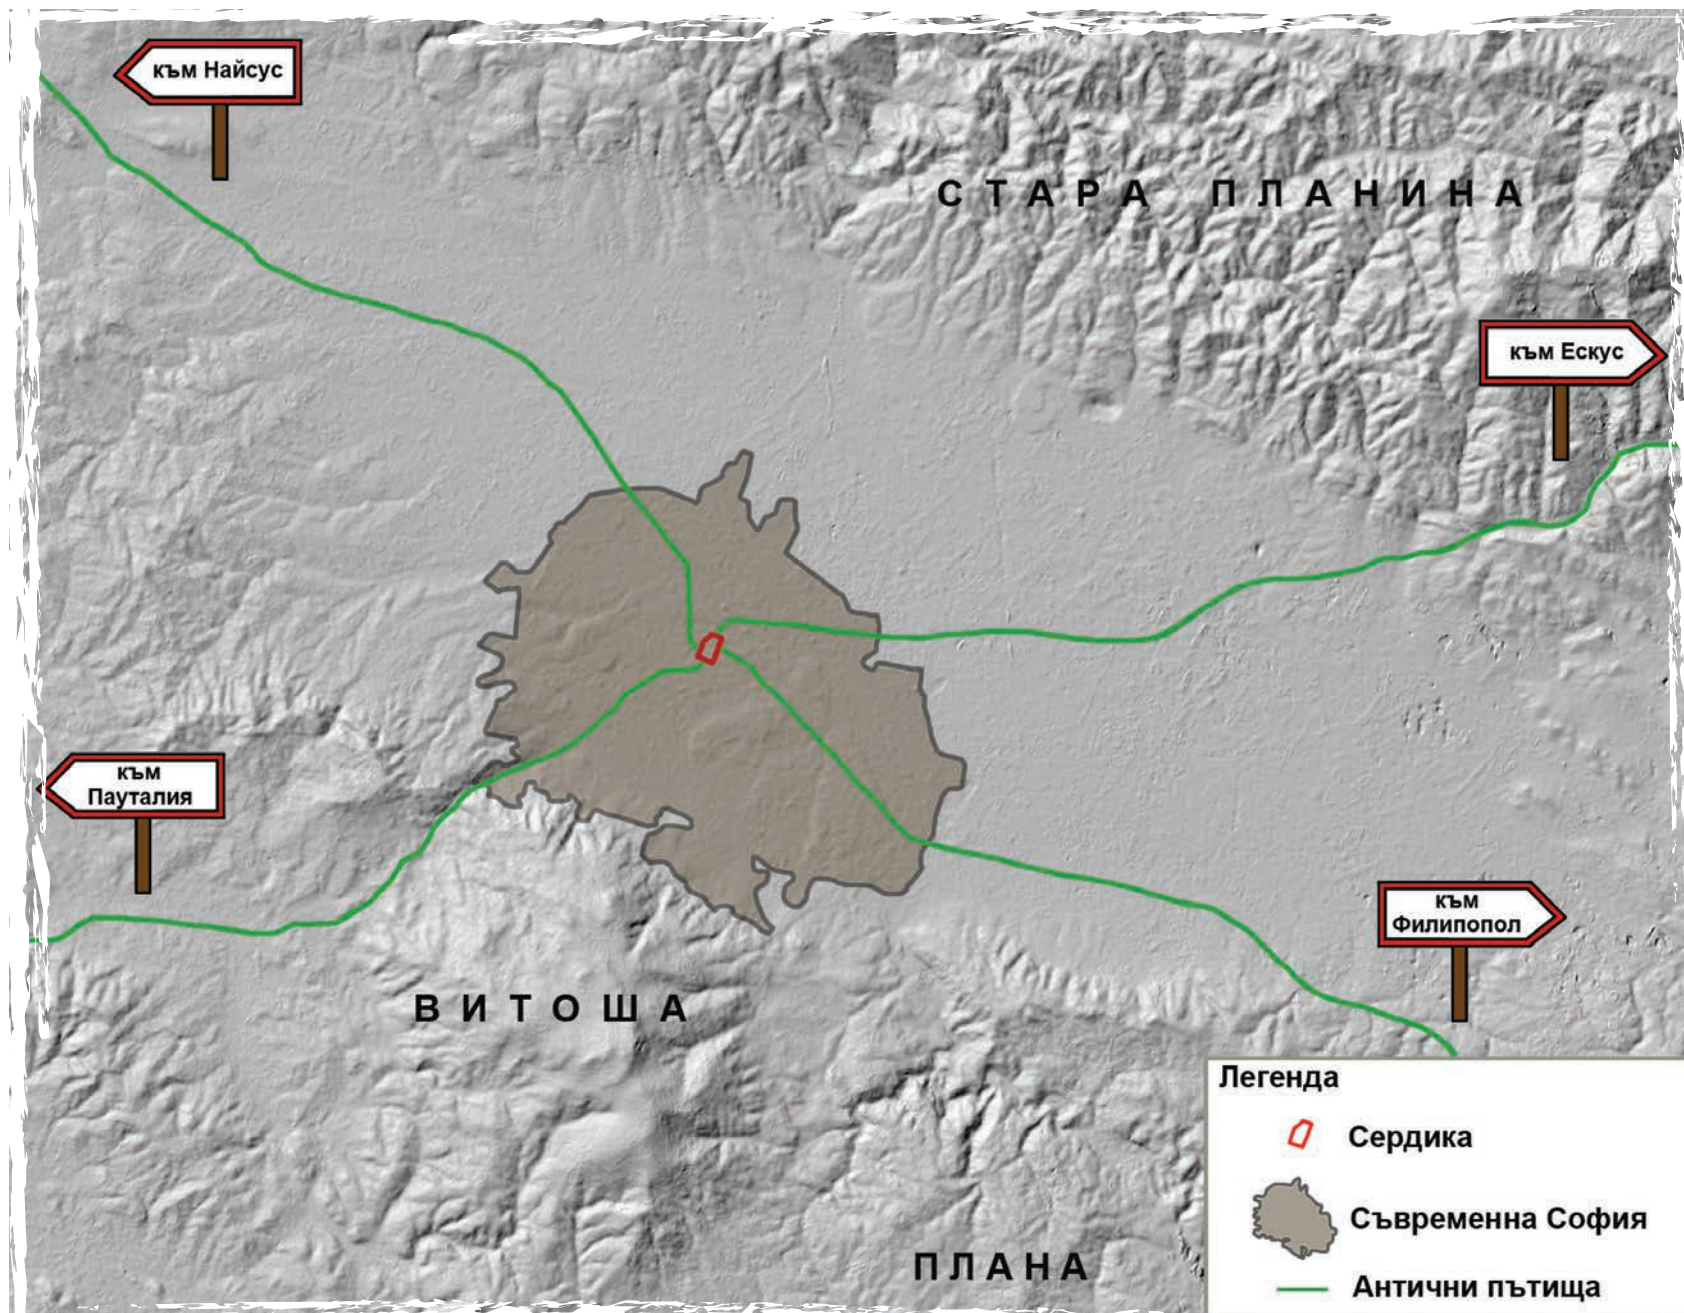 към Найсус
СТАРА ПЛАНИНА
към Ескус
към
Пауталия
към
Филипопол
ВИТОША
Легенда
Сердика
Съвременна София
ПЛАНА
Антични пътища